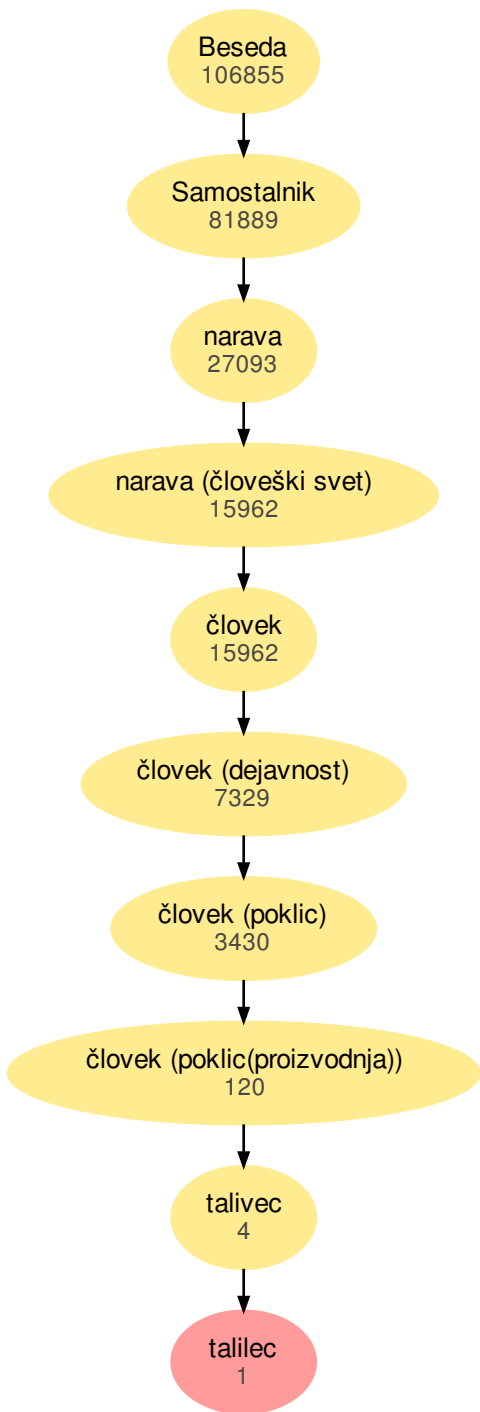 Beseda
106855
Samostalnik
81889
narava
27093
narava (človeški svet)
15962
človek
15962
človek (dejavnost)
7329
človek (poklic)
3430
človek (poklic(proizvodnja))
120
talivec
4
talilec
1